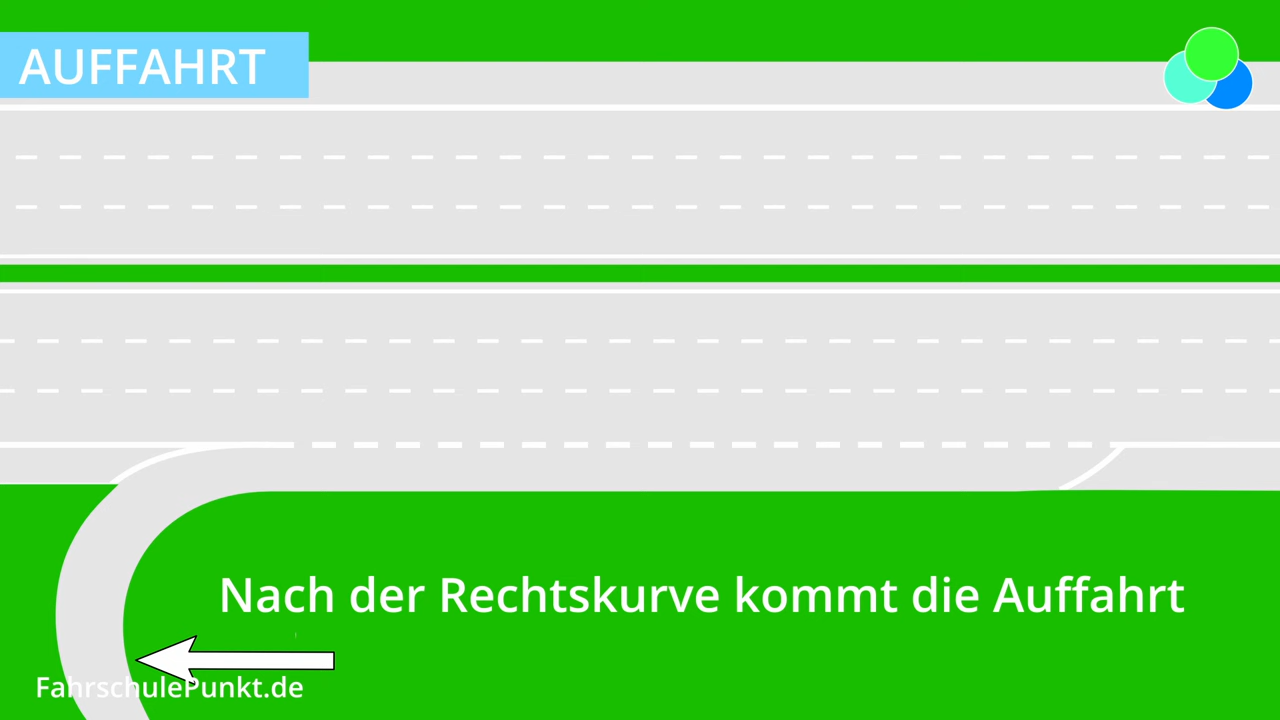 AUFFAHRT
Nach der Rechtskurve kommt die Auffahrt
FahrschulePunkt.de